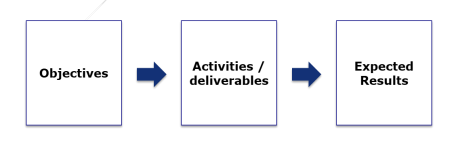 Objectives
Activities /
deliverables
Expected
Results